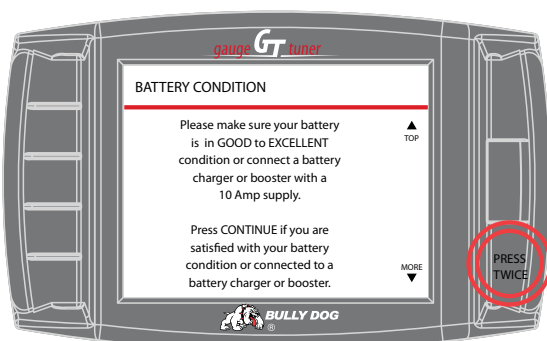 gauge GT tuner
BATTERY CONDITION
Please make sure your battery
is in GOOD to EXCELLENT
condition or connect a battery
charger or booster with a
10 Amp supply.
Press CONTINUE if you are
satisfied with your battery
condition or connected to a
battery charger or booster.
TOP
MORE
PRESS
TWICE
BULLY DOG
®